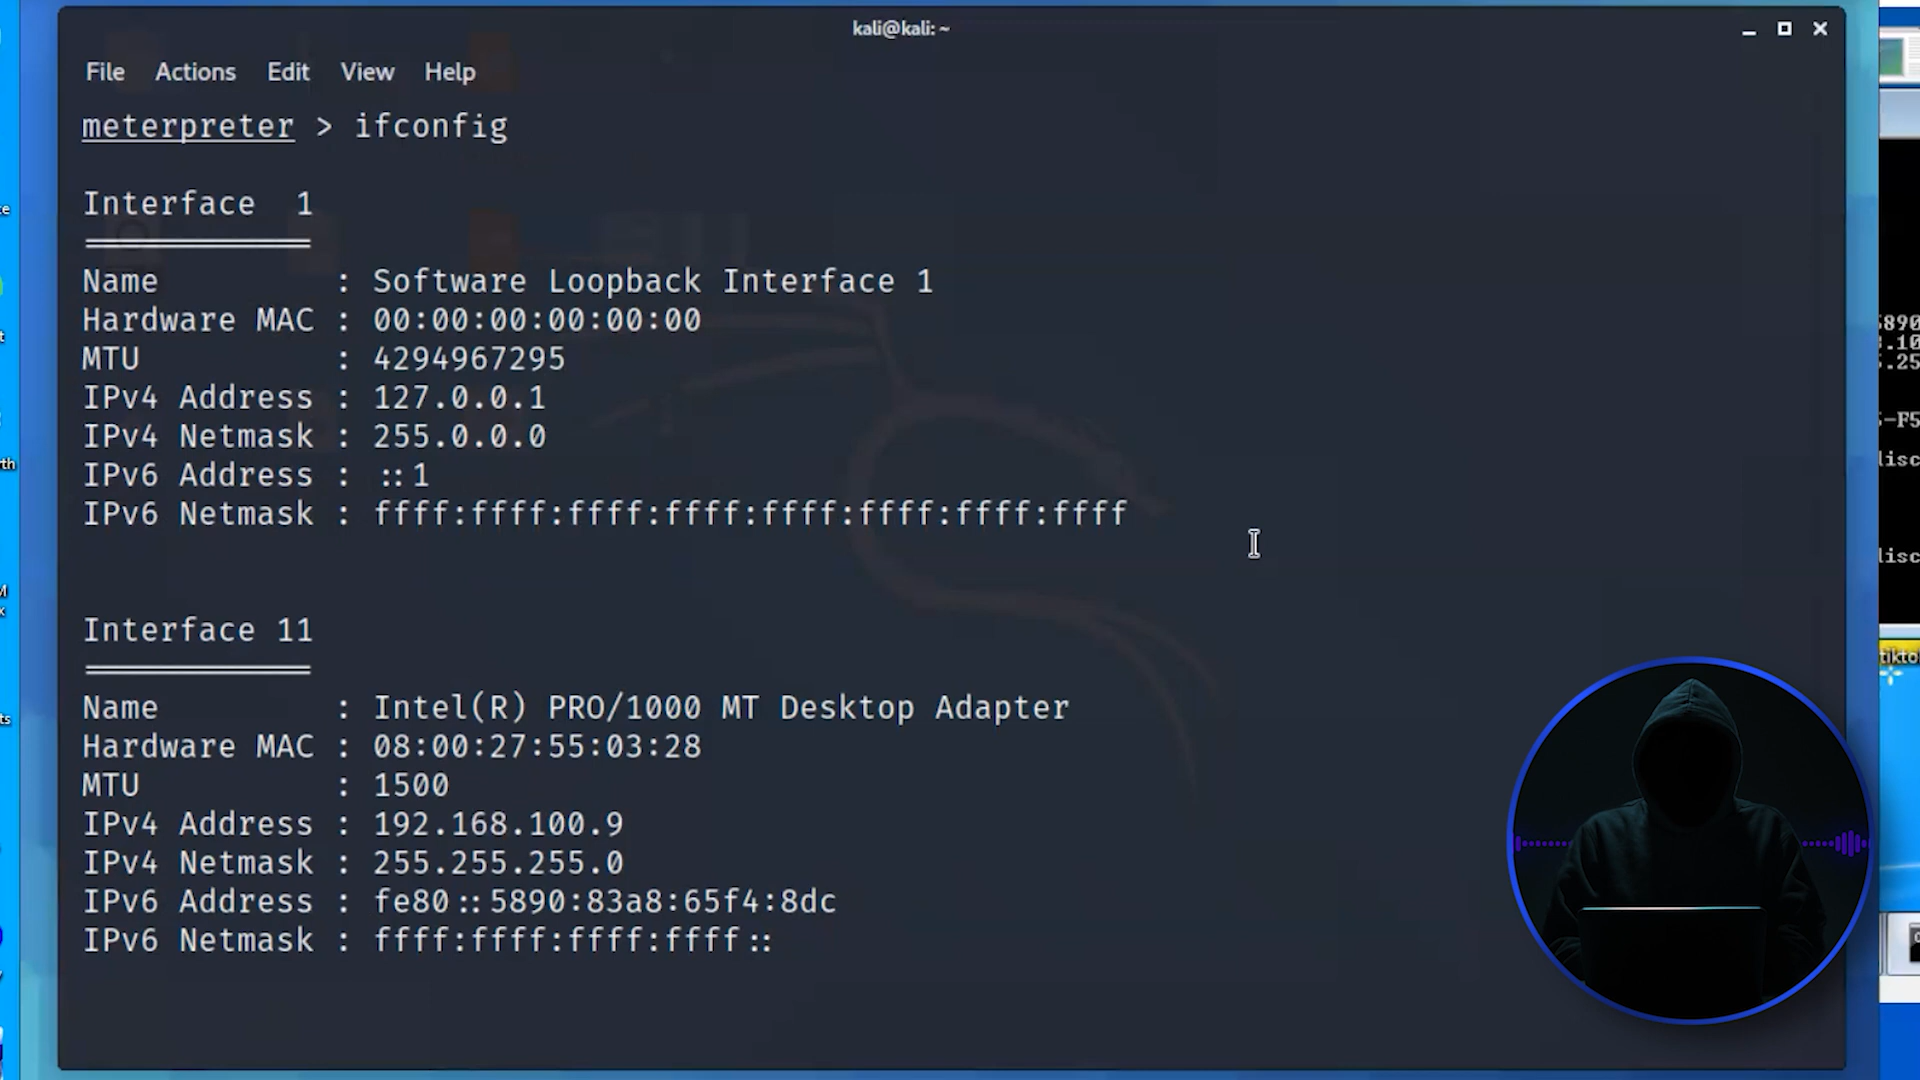 kali@kali: ~
File Actions Edit View Help
meterpreter > ifconfig
Interface 1
============
Name : Software Loopback Interface 1
Hardware MAC : 00:00:00:00:00:00
MTU : 4294967295
IPv4 Address : 127.0.0.1
IPv4 Netmask : 255.0.0.0
IPv6 Address : ::1
IPv6 Netmask : ffff:ffff:ffff:ffff:ffff:ffff:ffff:ffff
Interface 11
============
Name : Intel(R) PRO/1000 MT Desktop Adapter
Hardware MAC : 08:00:27:55:03:28
MTU : 1500
IPv4 Address : 192.168.100.9
IPv4 Netmask : 255.255.255.0
IPv6 Address : fe80::5890:83a8:65f4:8dc
IPv6 Netmask : ffff:ffff:ffff:ffff::